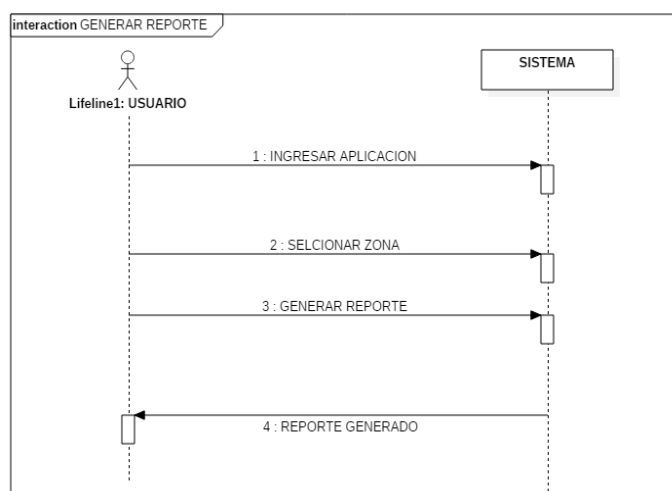 interaction GENERAR REPORTE
SISTEMA
Lifeline1: USUARIO
1 : INGRESAR APLICACION
2 : SELCIONAR ZONA
3 : GENERAR REPORTE
4 : REPORTE GENERADO